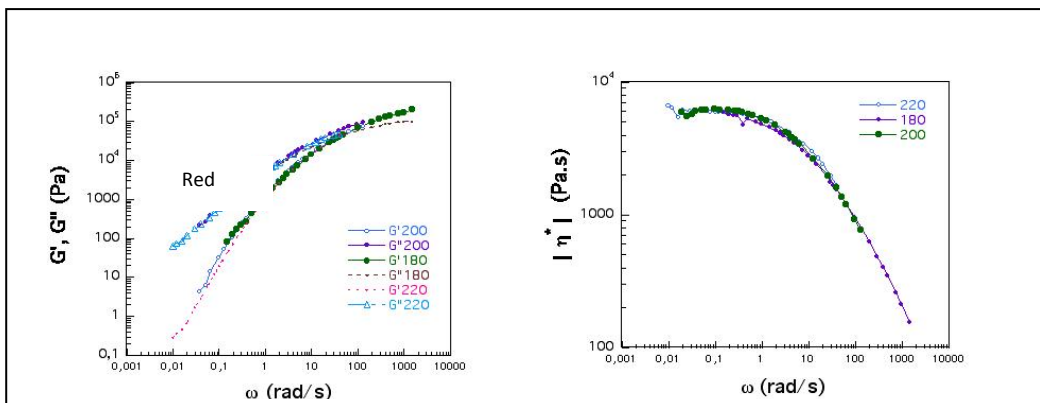 10⁶
10⁵
10⁴
1000
100
10
1
0,1
G', G" (Pa)
Red
G'200
G"200
G'180
G"180
G'220
G"220
0,001 0,01 0,1 1 10 100 1000 10000
ω (rad/s)
10⁴
1000
100
| η* | (Pa.s)
220
180
200
0,001 0,01 0,1 1 10 100 1000 10000
ω (rad/s)